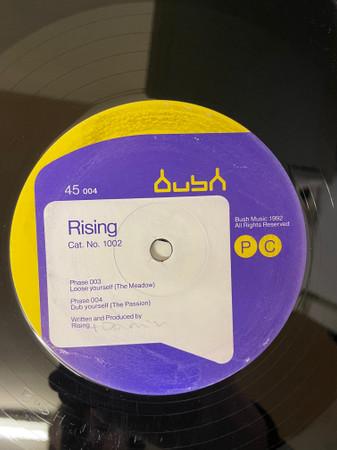 45 004
bush
Rising
Cat. No. 1002
Bush Music 1992
All Rights Reserved
P C
Phase 003
Loose yourself (The Meadow)
Phase 004
Dub yourself (The Passion)
Written and Produced by
Rising